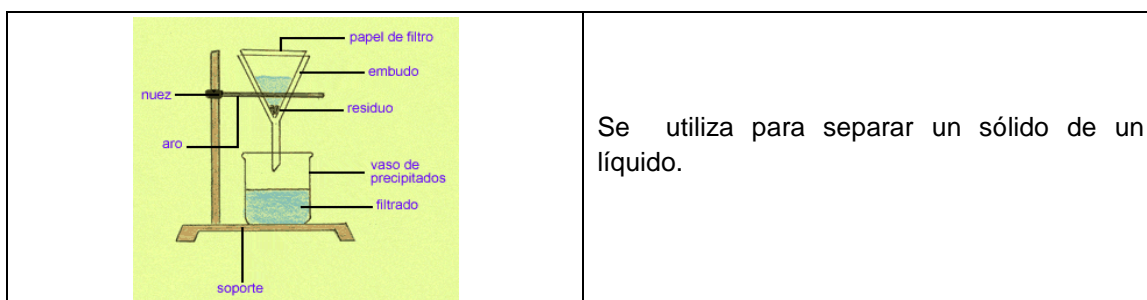 papel de filtro
embudo
nuez
residuo
aro
vaso de
precipitados
filtrado
soporte
Se utiliza para separar un sólido de un
líquido.